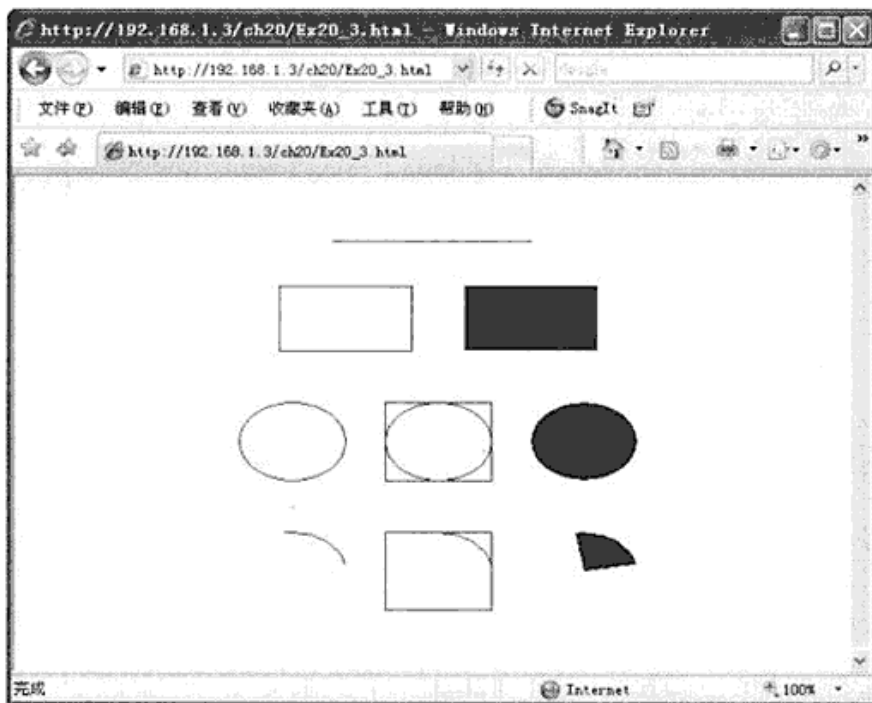 http://192.168.1.3/ch20/Ex20_3.html - Windows Internet Explorer
http://192.168.1.3/ch20/Ex20_3.html
文件(F) 编辑(E) 查看(V) 收藏夹(A) 工具(T) 帮助(H) SnagIt
http://192.168.1.3/ch20/Ex20_3.html
完成 Internet 100%